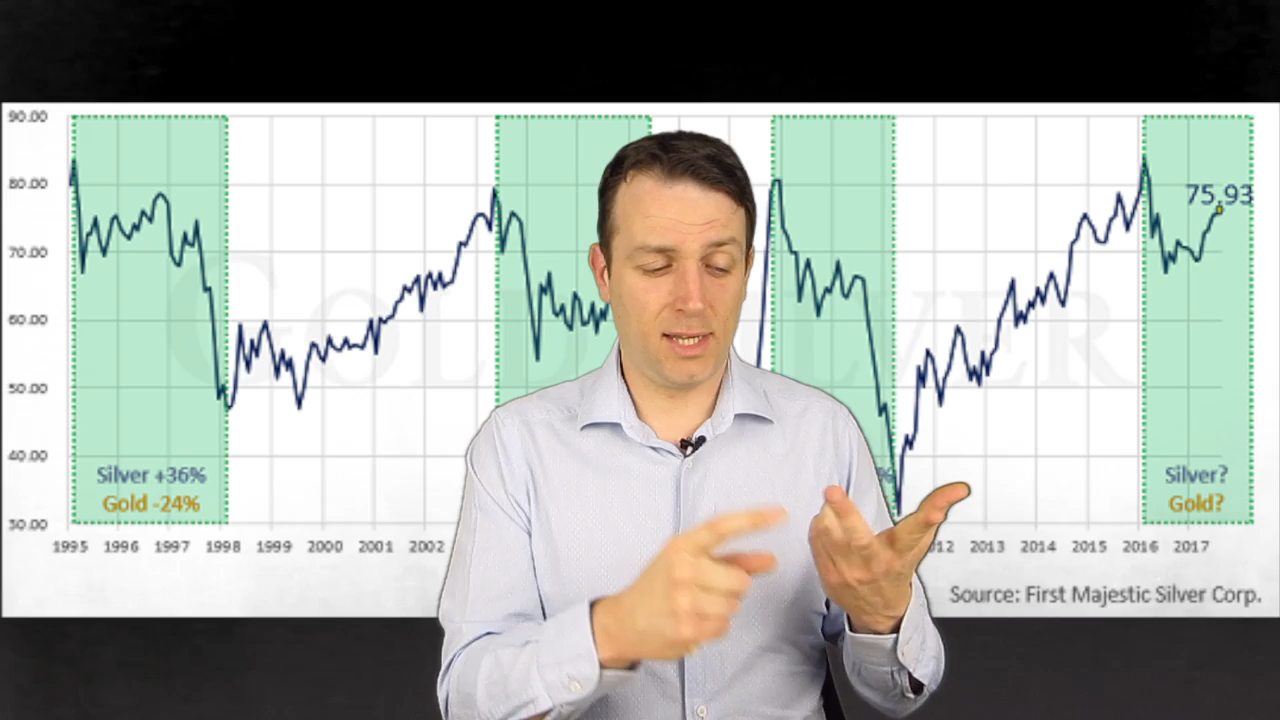 90.00
80.00
70.00
60.00
50.00
40.00
30.00
75.93
Silver +36%
Gold -24%
%
Silver?
Gold?
1995 1996 1997 1998 1999 2000 2001 2002 2013 2014 2015 2016 2017
Source: First Majestic Silver Corp.